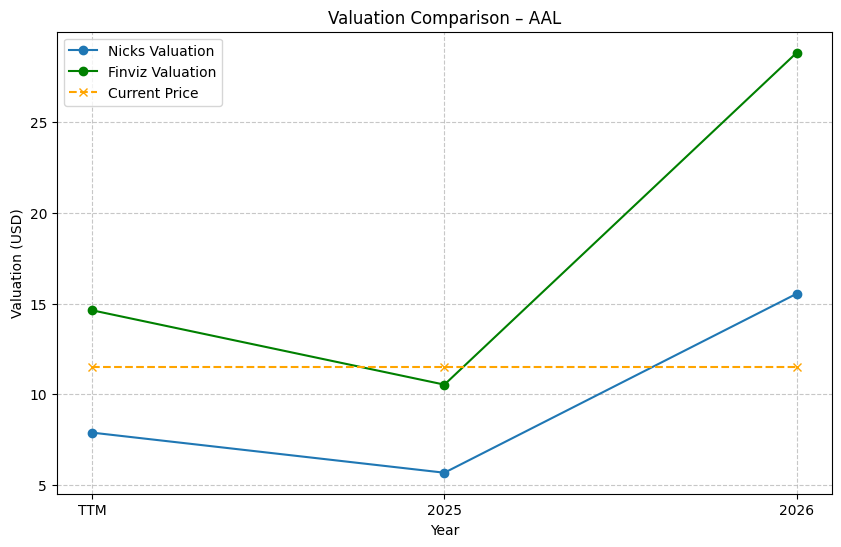 Valuation Comparison – AAL
Nicks Valuation
Finviz Valuation
Current Price
Valuation (USD)
25
20
15
10
5
TTM
2025
2026
Year